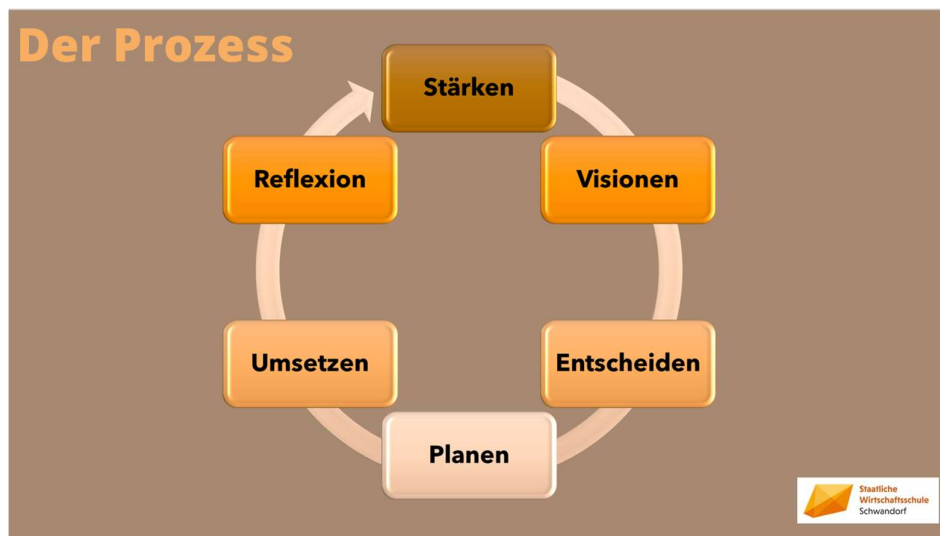 Der Prozess
Stärken
Visionen
Entscheiden
Planen
Umsetzen
Reflexion
Staatliche
Wirtschaftsschule
Schwandorf